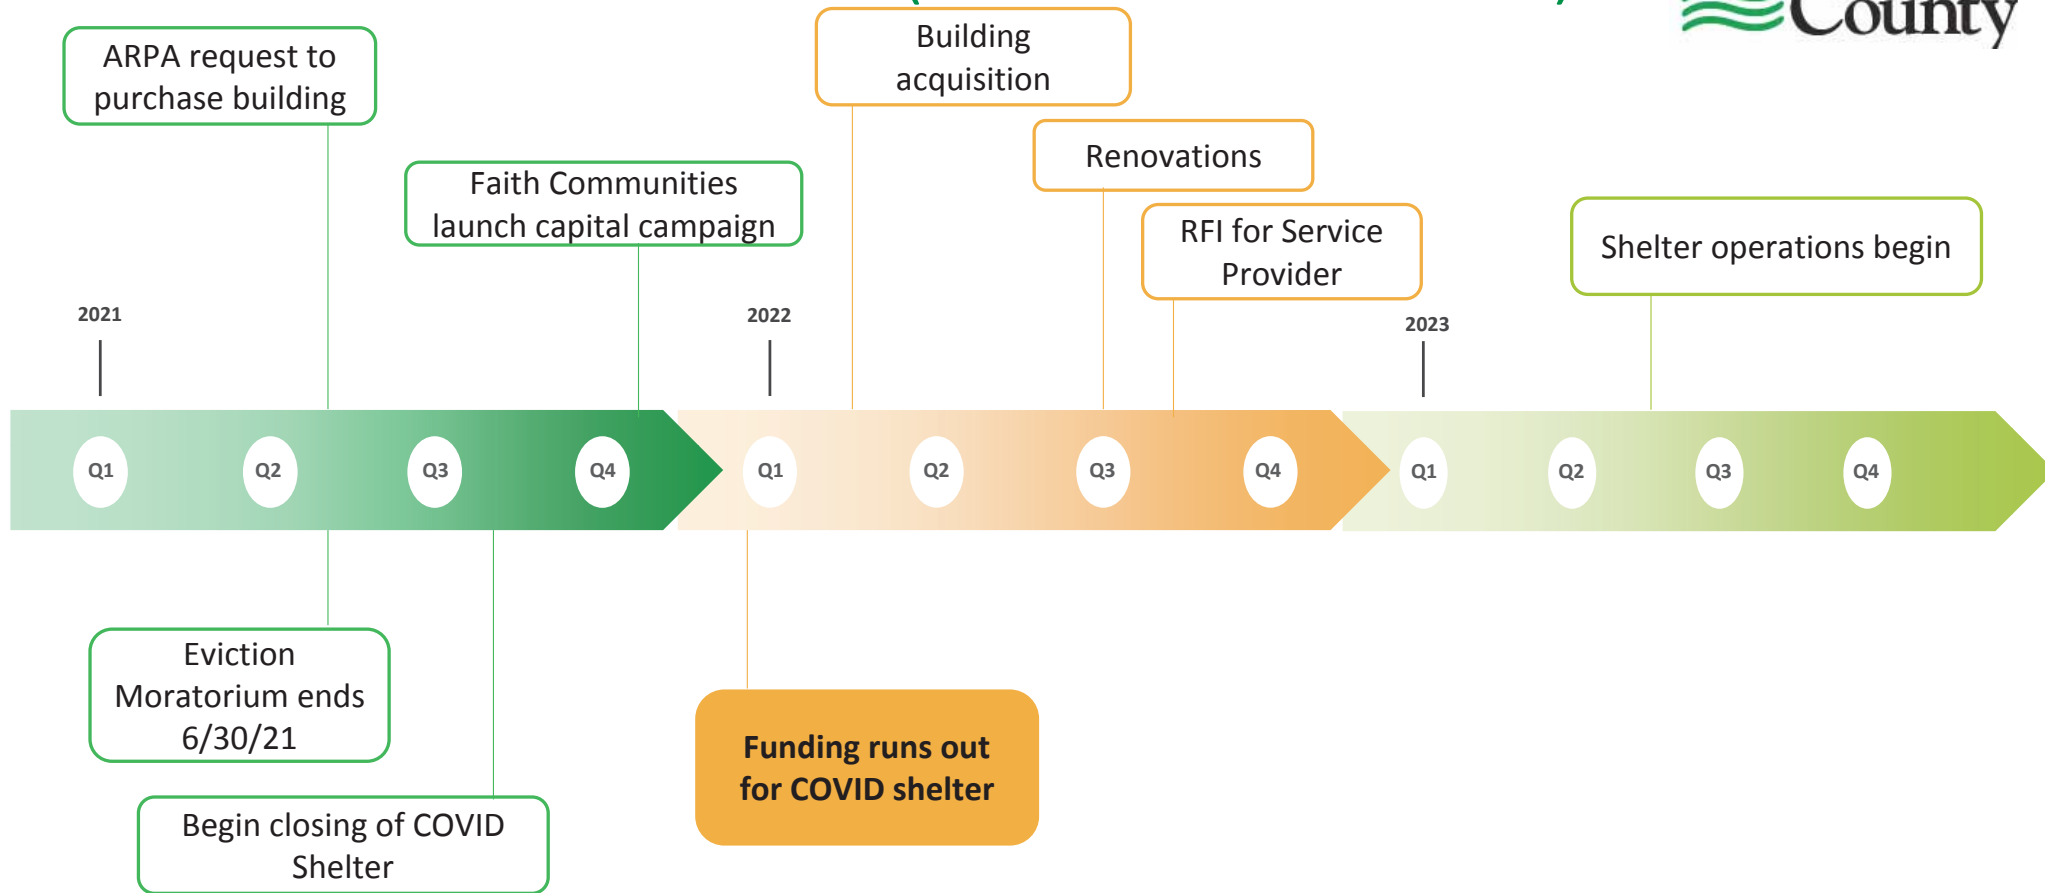 County
ARPA request to
purchase building
Building
acquisition
Faith Communities
launch capital campaign
Renovations
RFI for Service
Provider
Shelter operations begin
2021
2022
2023
Q1
Q2
Q3
Q4
Q1
Q2
Q3
Q4
Q1
Q2
Q3
Q4
Eviction
Moratorium ends
6/30/21
Begin closing of COVID
Shelter
Funding runs out
for COVID shelter